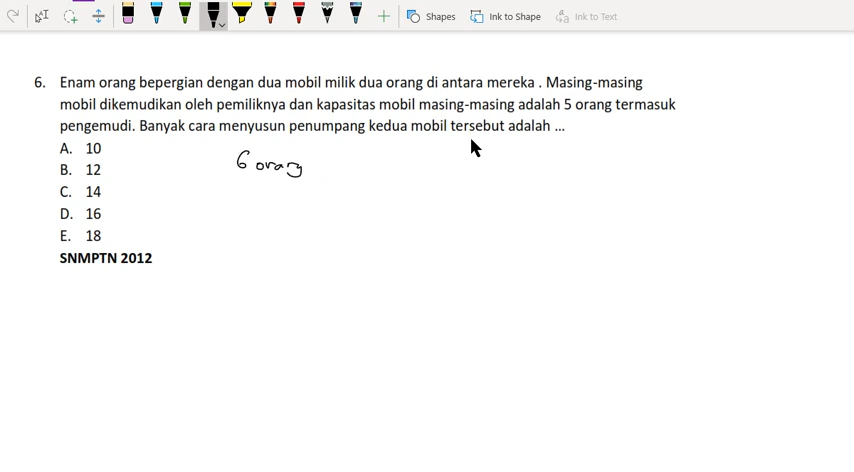 Shapes Ink to Shape Ink to Text
6. Enam orang bepergian dengan dua mobil milik dua orang di antara mereka . Masing-masing
mobil dikemudikan oleh pemiliknya dan kapasitas mobil masing-masing adalah 5 orang termasuk
pengemudi. Banyak cara menyusun penumpang kedua mobil tersebut adalah ...
A. 10
B. 12
C. 14
D. 16
E. 18
SNMPTN 2012
6 orang